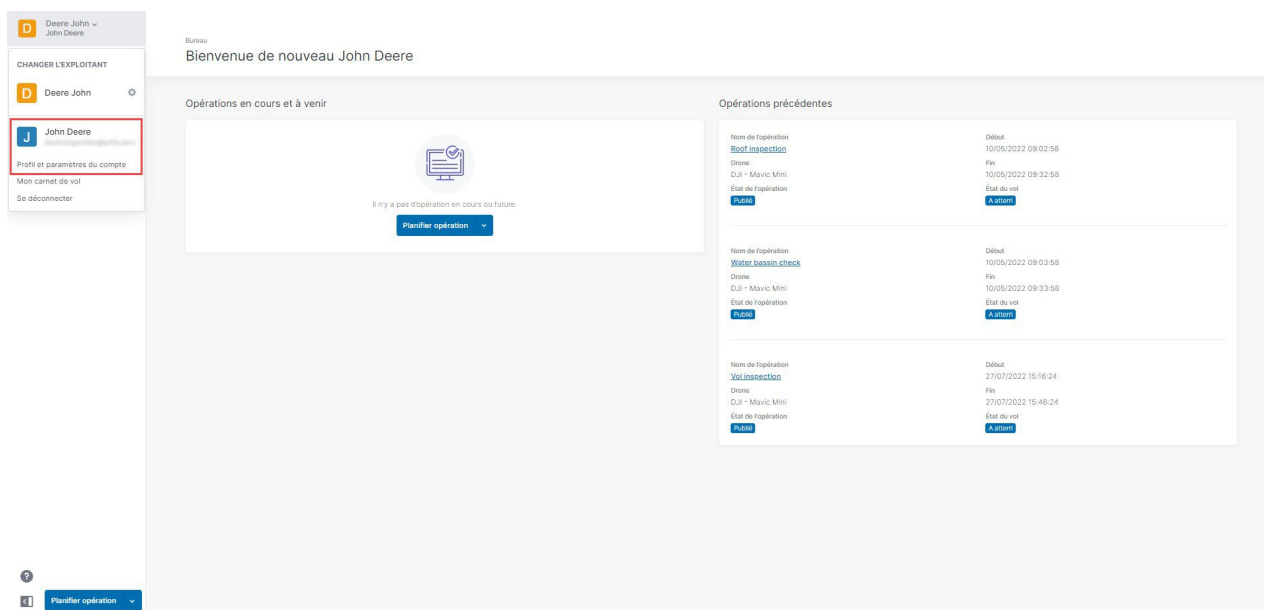 D
Deere John
John Deere
CHANGER L'EXPLOITANT
D
Deere John
J
John Deere
Profil et paramètres du compte
Mon carnet de vol
Se déconnecter
Planifier opération
Bureau
Bienvenue de nouveau John Deere
Opérations en cours et à venir
Il n'y a pas d'opération en cours ou future.
Planifier opération
Opérations précédentes
Nom de l'opération
Roof inspection
Drone
DJI - Mavic Mini
État de l'opération
Publié
Début
10/05/2022 09:02:58
Fin
10/05/2022 09:32:58
État du vol
A atterri
Nom de l'opération
Water bassin check
Drone
DJI - Mavic Mini
État de l'opération
Publié
Début
10/05/2022 09:03:58
Fin
10/05/2022 09:33:58
État du vol
A atterri
Nom de l'opération
Vol inspection
Drone
DJI - Mavic Mini
État de l'opération
Publié
Début
27/07/2022 15:16:24
Fin
27/07/2022 15:46:24
État du vol
A atterri